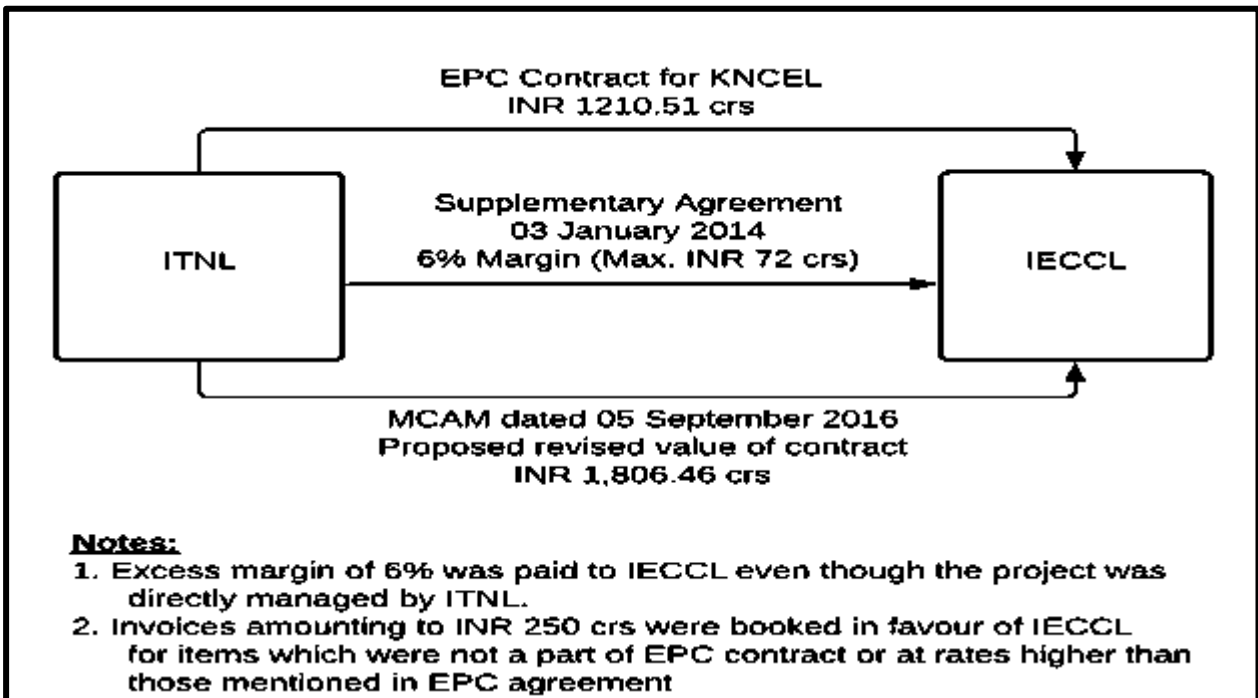 EPC Contract for KNCEL
INR 1210.51 crs
Supplementary Agreement
03 January 2014
6% Margin (Max. INR 72 crs)
ITNL
IECCL
MCAM dated 05 September 2016
Proposed revised value of contract
INR 1,806.46 crs
Notes:
1. Excess margin of 6% was paid to IECCL even though the project was
directly managed by ITNL.
2. Invoices amounting to INR 250 crs were booked in favour of IECCL
for items which were not a part of EPC contract or at rates higher than
those mentioned in EPC agreement